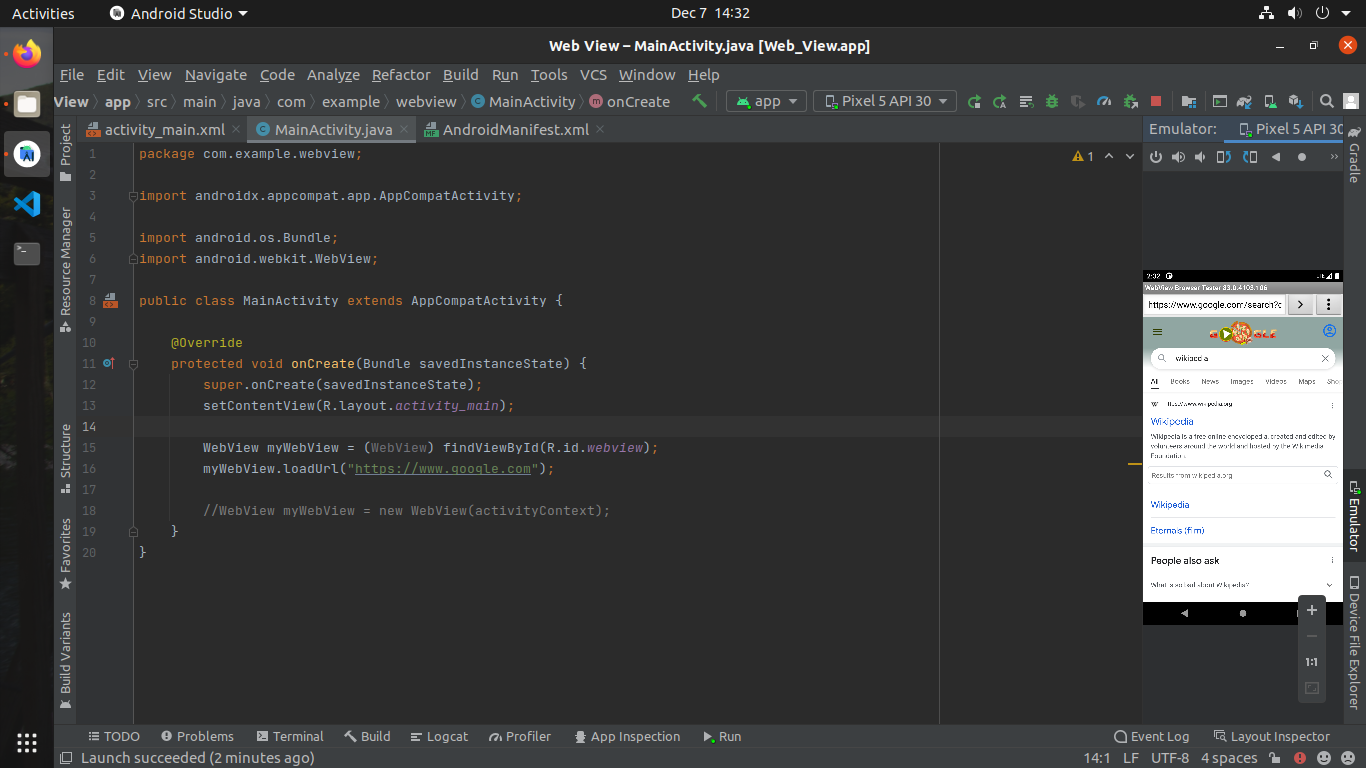 Activities
Android Studio
Dec 7 14:32
Web View – MainActivity.java [Web_View.app]
File Edit View Navigate Code Analyze Refactor Build Run Tools VCS Window Help
View app src main java com example webview MainActivity onCreate app Pixel 5 API 30
activity_main.xml MainActivity.java AndroidManifest.xml
Emulator: Pixel 5 API 30
Project
Resource Manager
Structure
Favorites
Build Variants
1 package com.example.webview;
2
3 import androidx.appcompat.app.AppCompatActivity;
4
5 import android.os.Bundle;
6 import android.webkit.WebView;
7
8 public class MainActivity extends AppCompatActivity {
9
10 @Override
11 protected void onCreate(Bundle savedInstanceState) {
12 super.onCreate(savedInstanceState);
13 setContentView(R.layout.activity_main);
14
15 WebView myWebView = (WebView) findViewById(R.id.webview);
16 myWebView.loadUrl("https://www.google.com");
17
18 //WebView myWebView = new WebView(activityContext);
19 }
20 }
1
2:32
WebView Browser Tester 83.0.4103.106
https://www.google.com/search?
GOOGLE
wikipedia
All Books News Images Videos Maps Sho
W https://www.wikipedia.org
Wikipedia
Wikipedia is a free online encyclopedia, created and edited by
volunteers around the world and hosted by the Wikimedia
Foundation.
Results from wikipedia.org
Wikipedia
Eternals (film)
People also ask
What is so bad about Wikipedia?
1:1
Gradle
Emulator
Device File Explorer
TODO Problems Terminal Build Logcat Profiler App Inspection Run Event Log Layout Inspector
Launch succeeded (2 minutes ago) 14:1 LF UTF-8 4 spaces